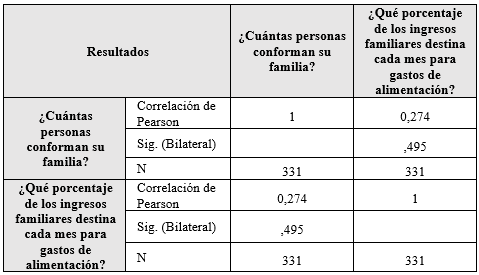 Resultados
¿Cuántas personas
conforman su
familia?
¿Qué porcentaje
de los ingresos
familiares destina
cada mes para
gastos de
alimentación?
¿Cuántas
personas
conforman su
familia?
Correlación de
Pearson
1
0,274
Sig. (Bilateral)
,495
N
331
331
¿Qué porcentaje
de los ingresos
familiares destina
cada mes para
gastos de
alimentación?
Correlación de
Pearson
0,274
1
Sig. (Bilateral)
,495
N
331
331